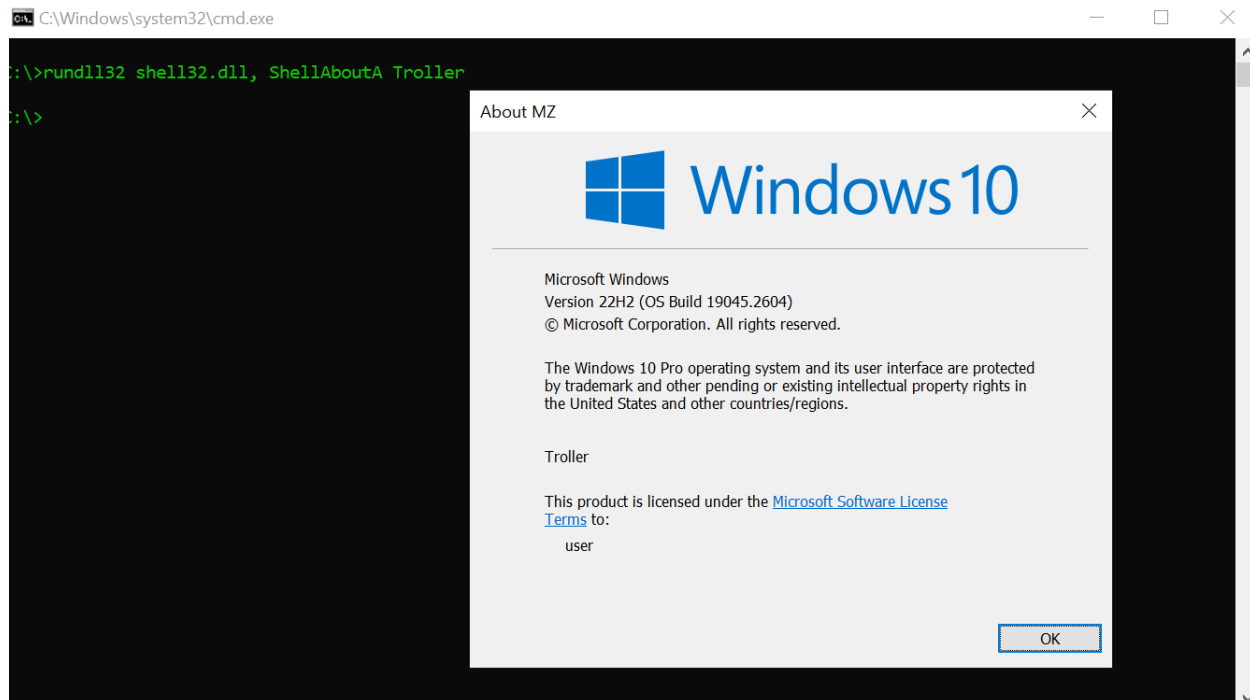 C:\Windows\system32\cmd.exe
:\>rundll32 shell32.dll, ShellAboutA Troller
:\>
About MZ
Windows 10
Microsoft Windows
Version 22H2 (OS Build 19045.2604)
© Microsoft Corporation. All rights reserved.
The Windows 10 Pro operating system and its user interface are protected
by trademark and other pending or existing intellectual property rights in
the United States and other countries/regions.
Troller
This product is licensed under the Microsoft Software License
Terms to:
user
OK